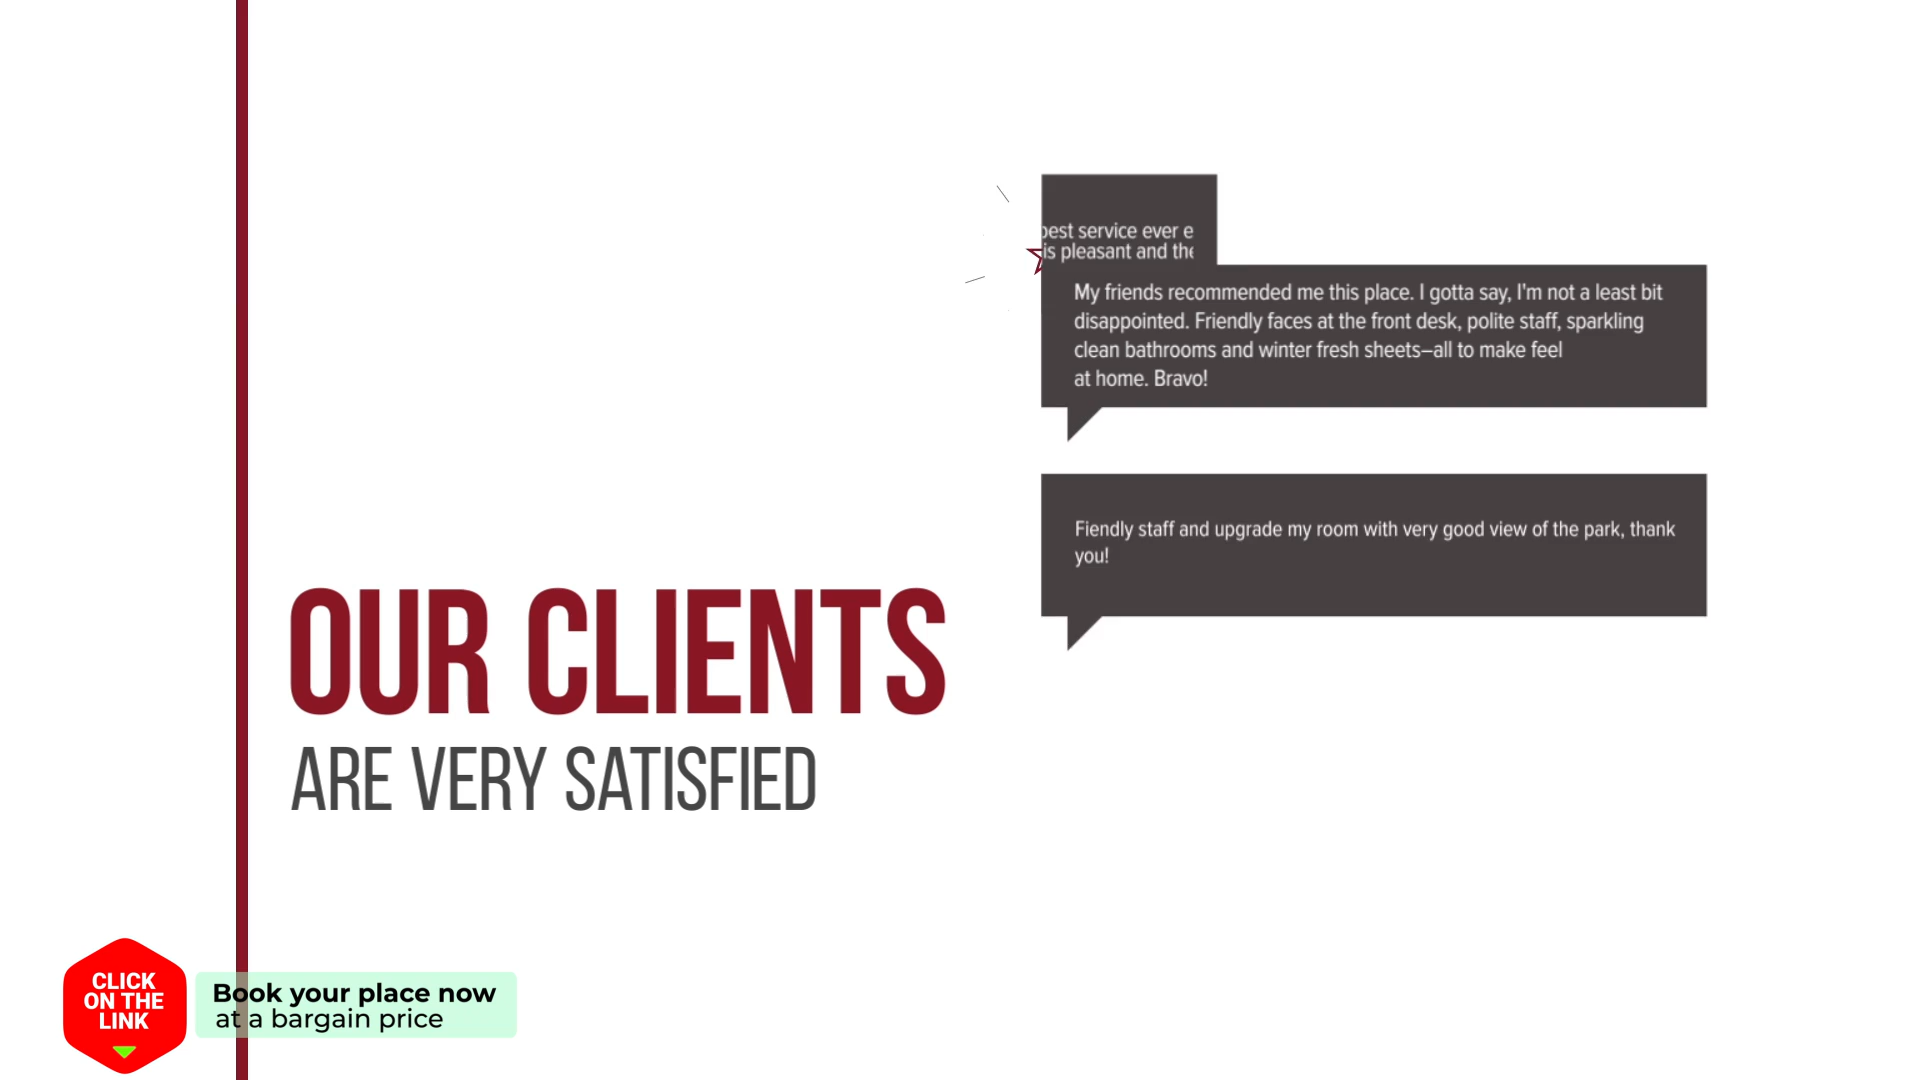 best service ever
is pleasant and the
My friends recommended me this place. I gotta say, I'm not a least bit
disappointed. Friendly faces at the front desk, polite staff, sparkling
clean bathrooms and winter fresh sheets–all to make feel
at home. Bravo!
Fiendly staff and upgrade my room with very good view of the park, thank
you!
OUR CLIENTS
ARE VERY SATISFIED
CLICK
ON THE
LINK
Book your place now
at a bargain price